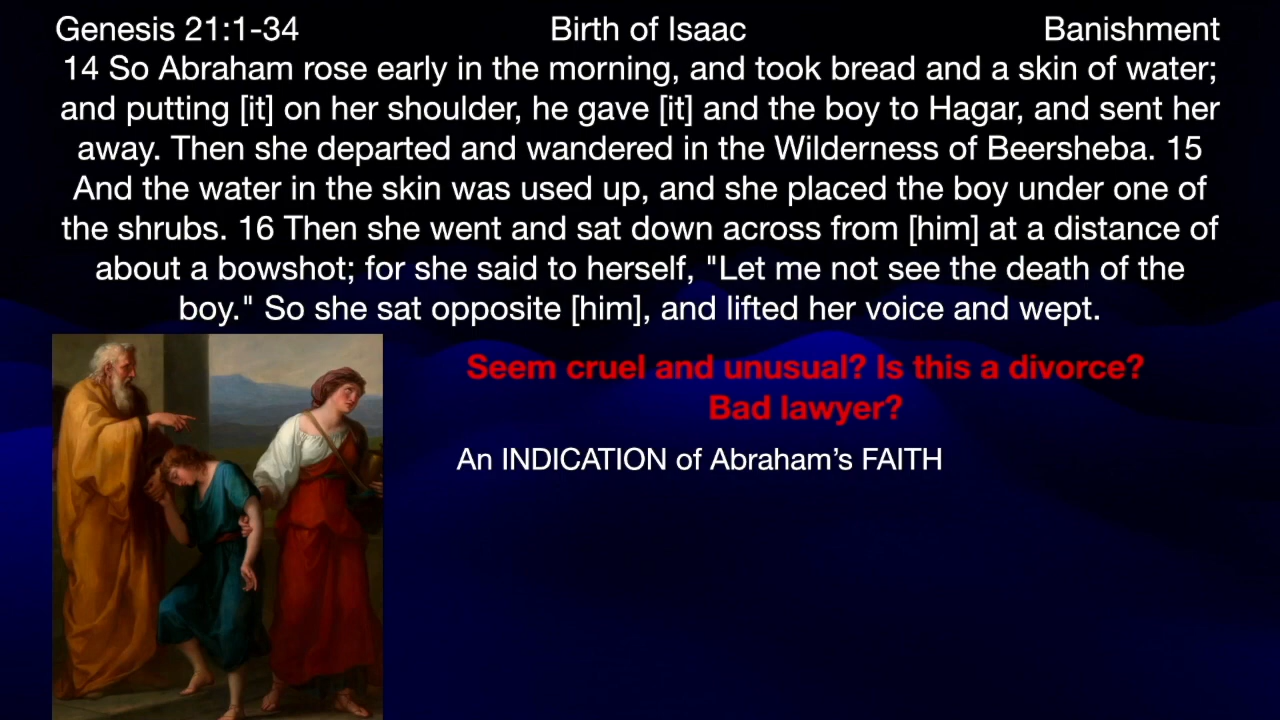 Genesis 21:1-34 Birth of Isaac Banishment
14 So Abraham rose early in the morning, and took bread and a skin of water;
and putting [it] on her shoulder, he gave [it] and the boy to Hagar, and sent her
away. Then she departed and wandered in the Wilderness of Beersheba. 15
And the water in the skin was used up, and she placed the boy under one of
the shrubs. 16 Then she went and sat down across from [him] at a distance of
about a bowshot; for she said to herself, "Let me not see the death of the
boy." So she sat opposite [him], and lifted her voice and wept.
Seem cruel and unusual? Is this a divorce?
Bad lawyer?
An INDICATION of Abraham’s FAITH